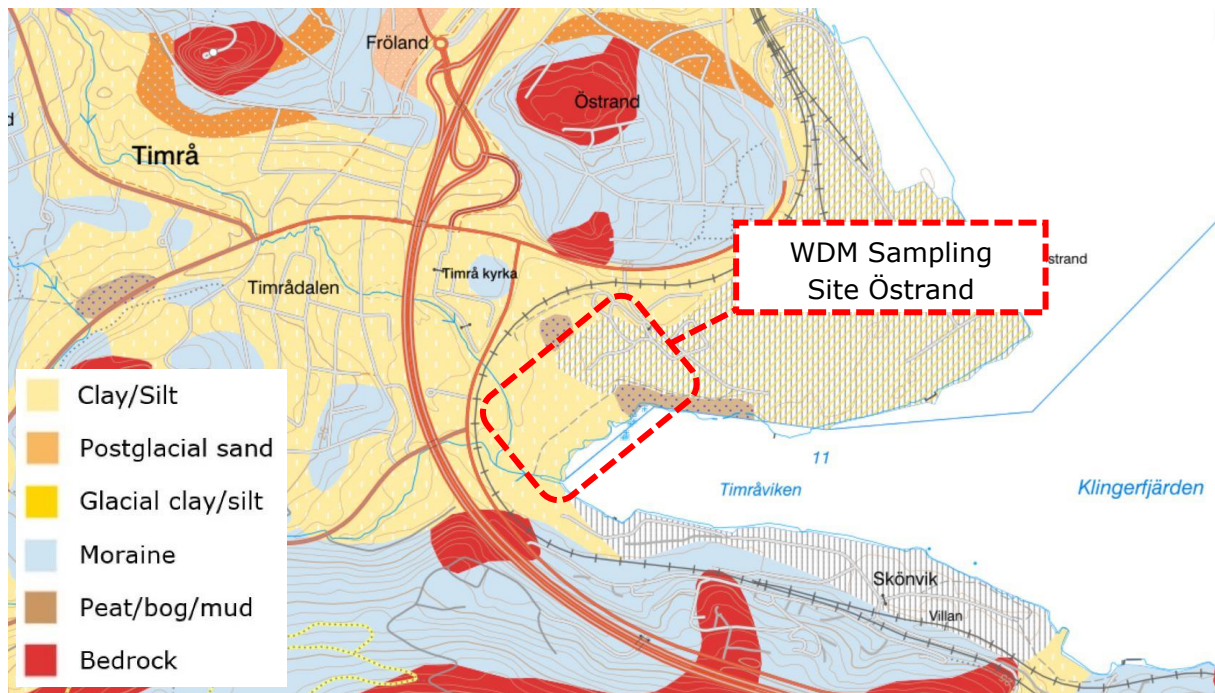 Fröland
Östrand
Timrå
d
WDM Sampling
Site Östrand
strand
Timrå kyrka
Timrådalen
Clay/Silt
Postglacial sand
Glacial clay/silt
Moraine
Peat/bog/mud
Bedrock
11
Timråviken
Klingerfjärden
Skönvik
Villan